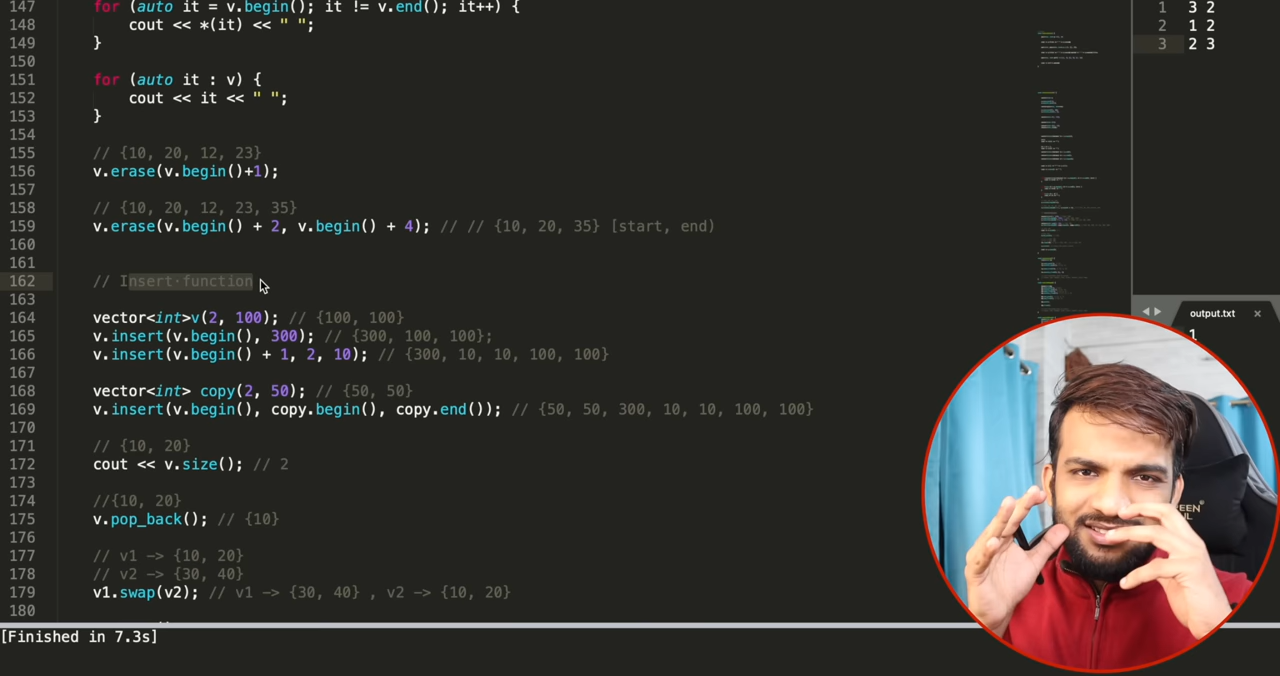 147 for (auto it = v.begin(); it != v.end(); it++) {
148 cout << *(it) << " ";
149 }
150
151 for (auto it : v) {
152 cout << it << " ";
153 }
154
155 // {10, 20, 12, 23}
156 v.erase(v.begin()+1);
157
158 // {10, 20, 12, 23, 35}
159 v.erase(v.begin() + 2, v.begin() + 4); // // {10, 20, 35} [start, end)
160
161
162 // Insert function
163
164 vector<int>v(2, 100); // {100, 100}
165 v.insert(v.begin(), 300); // {300, 100, 100};
166 v.insert(v.begin() + 1, 2, 10); // {300, 10, 10, 100, 100}
167
168 vector<int> copy(2, 50); // {50, 50}
169 v.insert(v.begin(), copy.begin(), copy.end()); // {50, 50, 300, 10, 10, 100, 100}
170
171 // {10, 20}
172 cout << v.size(); // 2
173
174 //{10, 20}
175 v.pop_back(); // {10}
176
177 // v1 -> {10, 20}
178 // v2 -> {30, 40}
179 v1.swap(v2); // v1 -> {30, 40} , v2 -> {10, 20}
180
[Finished in 7.3s]
1 3 2
2 1 2
3 2 3
output.txt
1